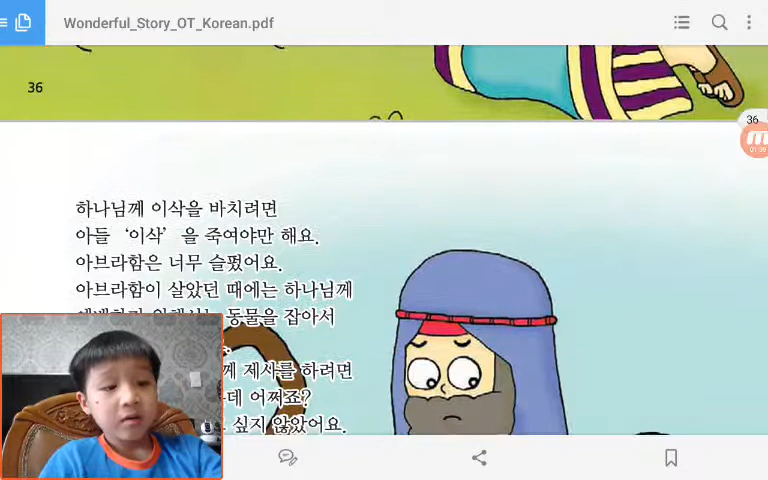 Wonderful_Story_OT_Korean.pdf
36
36
01:39
하나님께 이삭을 바치려면
아들 ‘이삭’ 을 죽여야만 해요.
아브라함은 너무 슬펐어요.
아브라함이 살았던 때에는 하나님께
동물을 잡아서
제사를 하려면
어쩌죠?
싶지 않았어요.